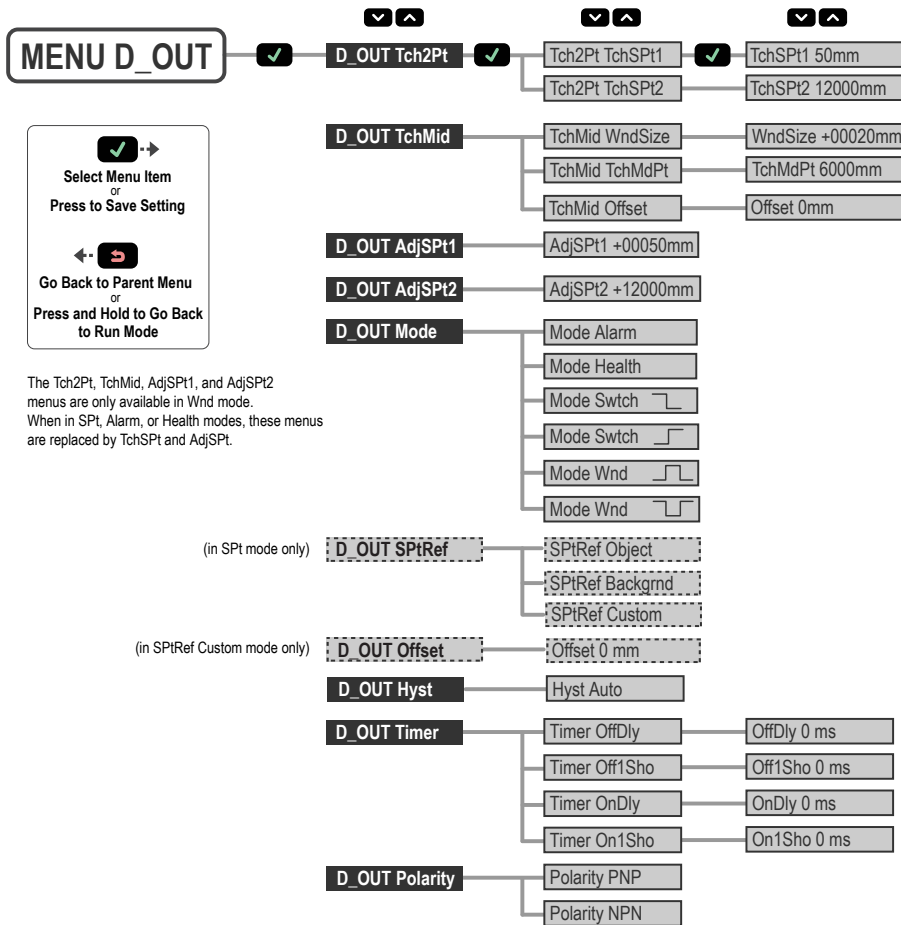 MENU D_OUT
D_OUT Tch2Pt
Tch2Pt TchSPt1
TchSPt1 50mm
Tch2Pt TchSPt2
TchSPt2 12000mm
Select Menu Item
or
Press to Save Setting
Go Back to Parent Menu
or
Press and Hold to Go Back
to Run Mode
D_OUT TchMid
TchMid WndSize
WndSize +00020mm
TchMid TchMdPt
TchMdPt 6000mm
TchMid Offset
Offset 0mm
D_OUT AdjSPt1
AdjSPt1 +00050mm
D_OUT AdjSPt2
AdjSPt2 +12000mm
D_OUT Mode
Mode Alarm
Mode Health
Mode Swtch
Mode Swtch
Mode Wnd
Mode Wnd
The Tch2Pt, TchMid, AdjSPt1, and AdjSPt2
menus are only available in Wnd mode.
When in SPt, Alarm, or Health modes, these menus
are replaced by TchSPt and AdjSPt.
(in SPt mode only)
D_OUT SPtRef
SPtRef Object
SPtRef Backgrnd
SPtRef Custom
(in SPtRef Custom mode only)
D_OUT Offset
Offset 0 mm
D_OUT Hyst
Hyst Auto
D_OUT Timer
Timer OffDly
OffDly 0 ms
Timer Off1Sho
Off1Sho 0 ms
Timer OnDly
OnDly 0 ms
Timer On1Sho
On1Sho 0 ms
D_OUT Polarity
Polarity PNP
Polarity NPN